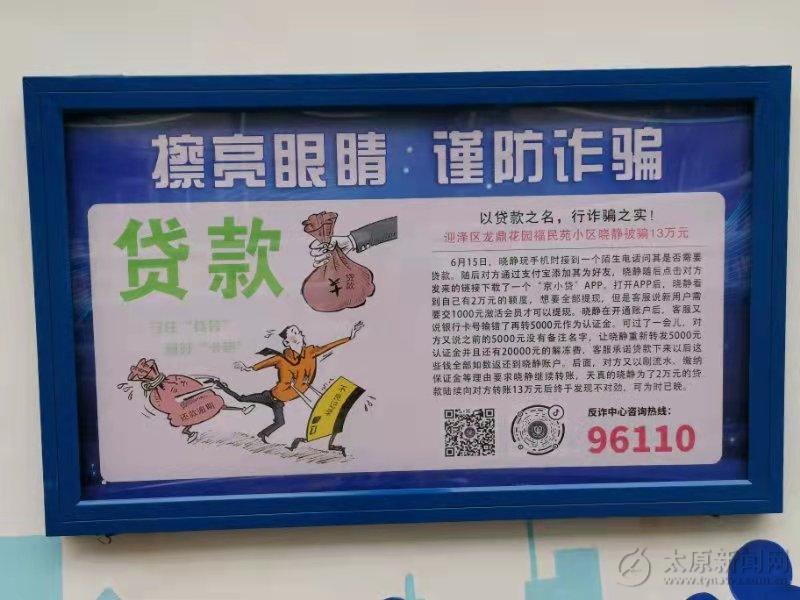 擦亮眼睛 谨防诈骗
贷款
以贷款之名，行诈骗之实！
迎泽区龙鼎花园福民苑小区晓静被骗13万元
贷款
6月15日，晓静玩手机时接到一个陌生电话问其是否需要
贷款。随后对方通过支付宝添加其为好友，晓静随后点击对方
发来的链接下载了一个“京小贷”APP。打开APP后，晓静看
到自己有2万元的额度，想要全部提现，但是客服说新用户需
要交1000元激活会员才可以提现。晓静在开通账户后，客服又
说银行卡号输错了再转5000元作为认证金。可过了一会儿，对
方又说之前的5000元没有备注名字，让晓静重新转发5000元
认证金并且还有20000元的解冻费，客服承诺贷款下来以后这
些钱全部如数返还到晓静账户。后面，对方又以刷流水、缴纳
保证金等理由要求晓静继续转账，天真的晓静为了2万元的贷
款陆续向对方转账13万元后终于发现不对劲，可为时已晚。
还款逾期
反诈中心咨询热线：
96110
太原新闻网